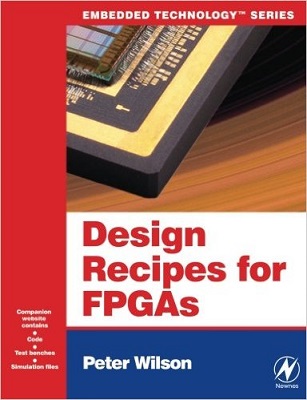 EMBEDDED TECHNOLOGY™ SERIES
Design
Recipes for
FPGAs
Companion
website
contains
• Code
• Test benches
• Simulation files
Peter Wilson
Newnes